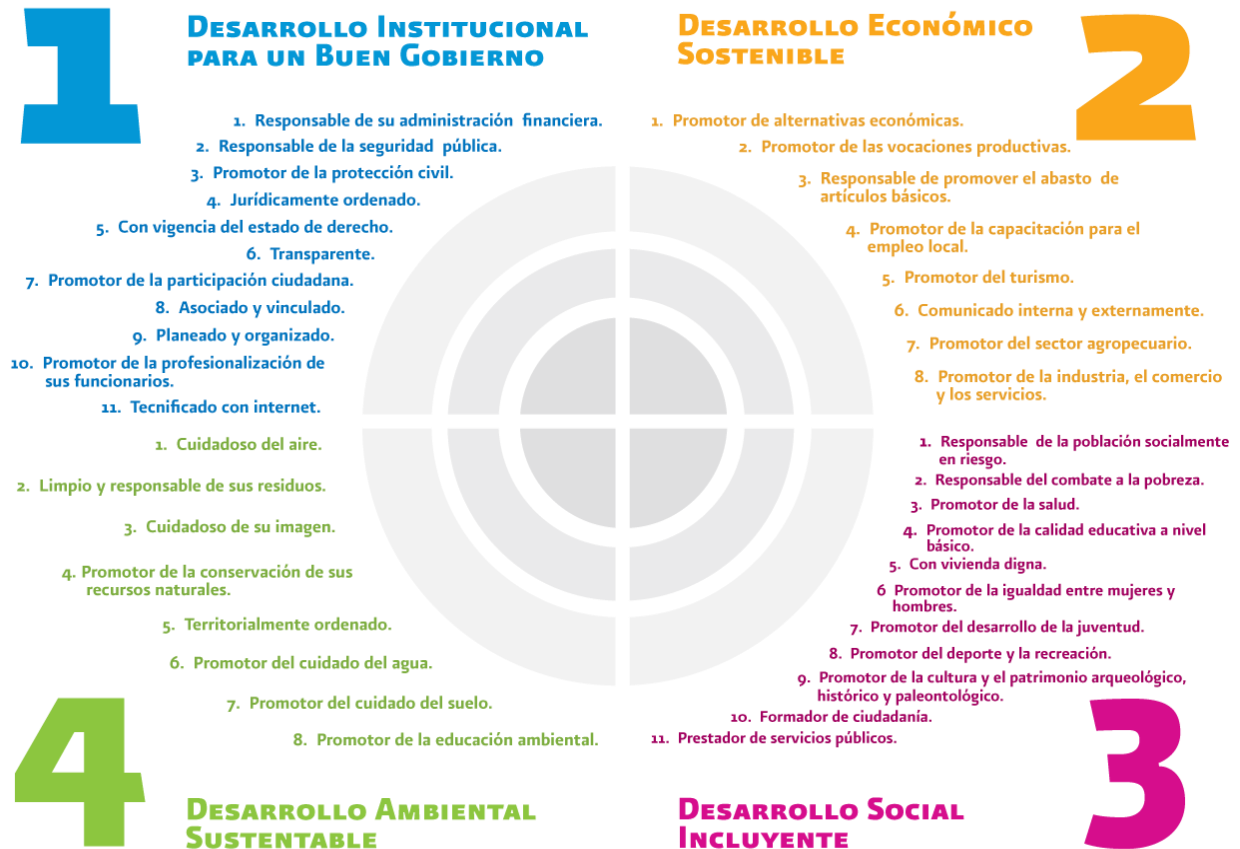 1
Desarrollo Institucional
para un Buen Gobierno
1. Responsable de su administración financiera.
2. Responsable de la seguridad pública.
3. Promotor de la protección civil.
4. Jurídicamente ordenado.
5. Con vigencia del estado de derecho.
6. Transparente.
7. Promotor de la participación ciudadana.
8. Asociado y vinculado.
9. Planeado y organizado.
10. Promotor de la profesionalización de
sus funcionarios.
11. Tecnificado con internet.
Desarrollo Económico
Sostenible
2
1. Promotor de alternativas económicas.
2. Promotor de las vocaciones productivas.
3. Responsable de promover el abasto de
artículos básicos.
4. Promotor de la capacitación para el
empleo local.
5. Promotor del turismo.
6. Comunicado interna y externamente.
7. Promotor del sector agropecuario.
8. Promotor de la industria, el comercio
y los servicios.
1. Responsable de la población socialmente
en riesgo.
2. Responsable del combate a la pobreza.
3. Promotor de la salud.
4. Promotor de la calidad educativa a nivel
básico.
5. Con vivienda digna.
6 Promotor de la igualdad entre mujeres y
hombres.
7. Promotor del desarrollo de la juventud.
8. Promotor del deporte y la recreación.
9. Promotor de la cultura y el patrimonio arqueológico,
histórico y paleontológico.
10. Formador de ciudadanía.
11. Prestador de servicios públicos.
3
Desarrollo Social
Incluyente
1. Cuidadoso del aire.
2. Limpio y responsable de sus residuos.
3. Cuidadoso de su imagen.
4. Promotor de la conservación de sus
recursos naturales.
5. Territorialmente ordenado.
6. Promotor del cuidado del agua.
7. Promotor del cuidado del suelo.
8. Promotor de la educación ambiental.
4
Desarrollo Ambiental
Sustentable